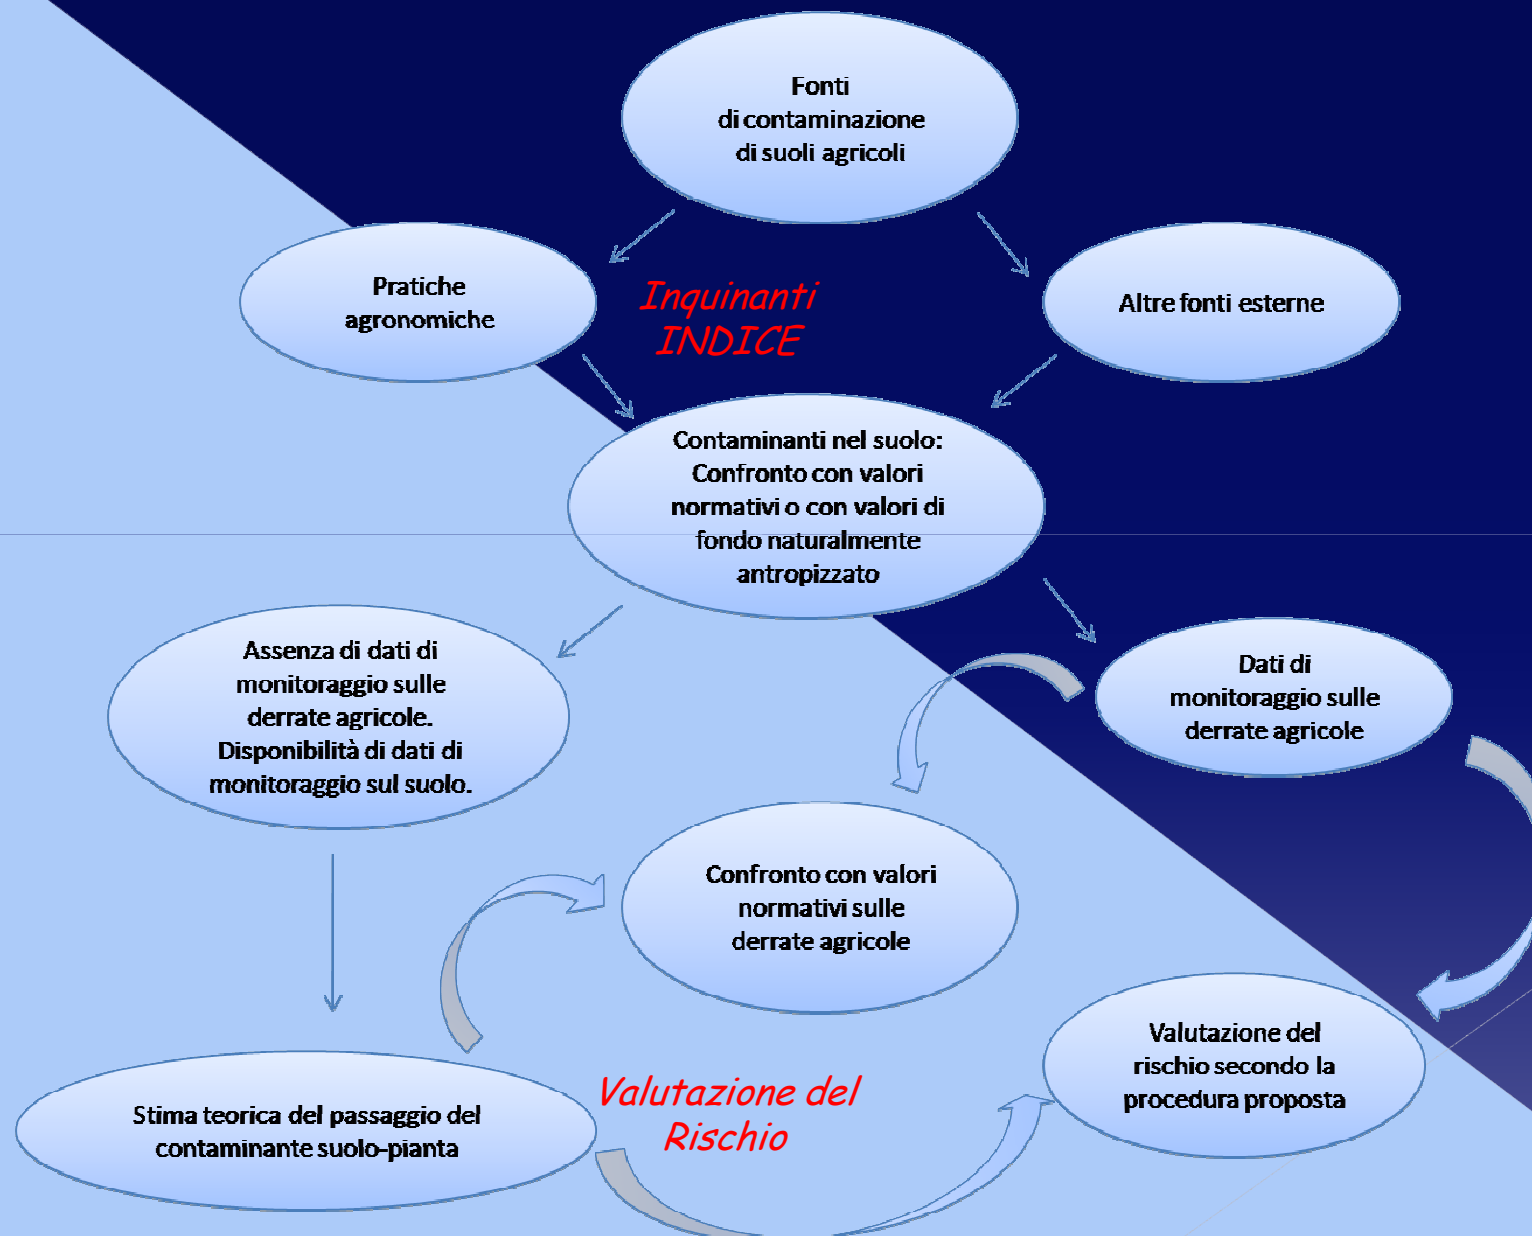 Fonti
di contaminazione
di suoli agricoli
Pratiche
agronomiche
Inquinanti
INDICE
Altre fonti esterne
Contaminanti nel suolo:
Confronto con valori
normativi o con valori di
fondo naturalmente
antropizzato
Assenza di dati di
monitoraggio sulle
derrate agricole.
Disponibilità di dati di
monitoraggio sul suolo.
Dati di
monitoraggio sulle
derrate agricole
Confronto con valori
normativi sulle
derrate agricole
Valutazione del
rischio secondo la
procedura proposta
Stima teorica del passaggio del
contaminante suolo-pianta
Valutazione del
Rischio